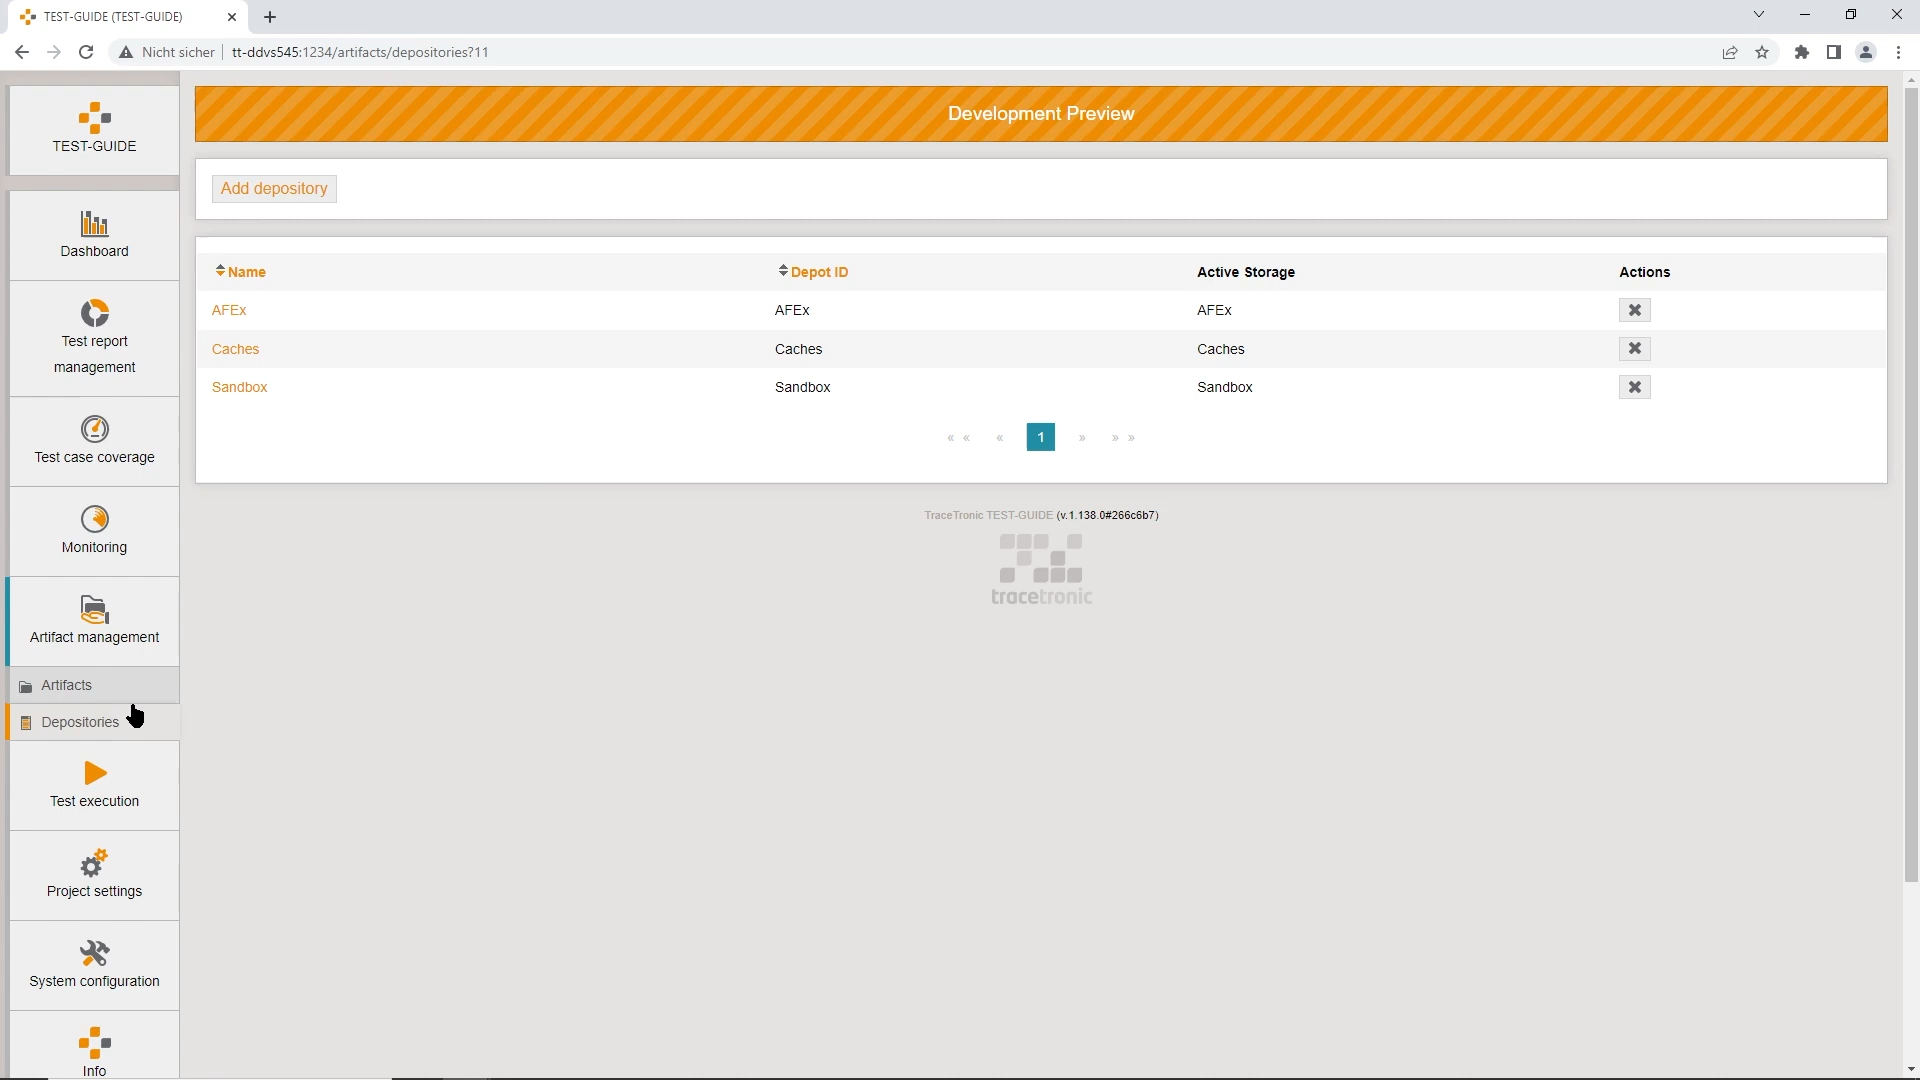 TEST-GUIDE (TEST-GUIDE)
Nicht sicher tt-ddvs545:1234/artifacts/depositories?11
TEST-GUIDE
Dashboard
Test report
management
Test case coverage
Monitoring
Artifact management
Artifacts
Depositories
Test execution
Project settings
System configuration
Info
Development Preview
Add depository
Name Depot ID Active Storage Actions
AFEx AFEx AFEx
Caches Caches Caches
Sandbox Sandbox Sandbox
« « « 1 » » »
TraceTronic TEST-GUIDE (v.1.138.0#266c6b7)
tracetronic